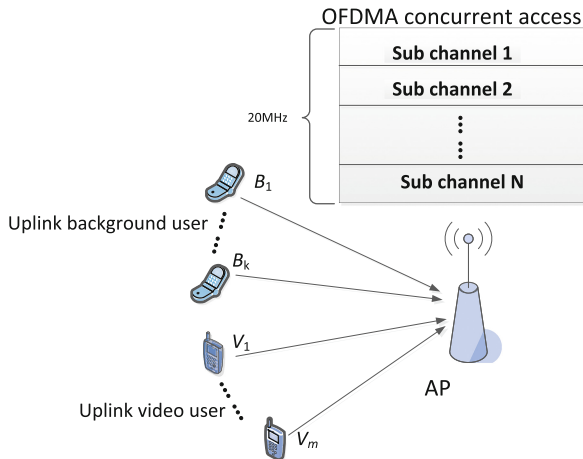 OFDMA concurrent access
Sub channel 1
Sub channel 2
20MHz
Sub channel N
B1
Uplink background user
Bk
V1
AP
Uplink video user
Vm